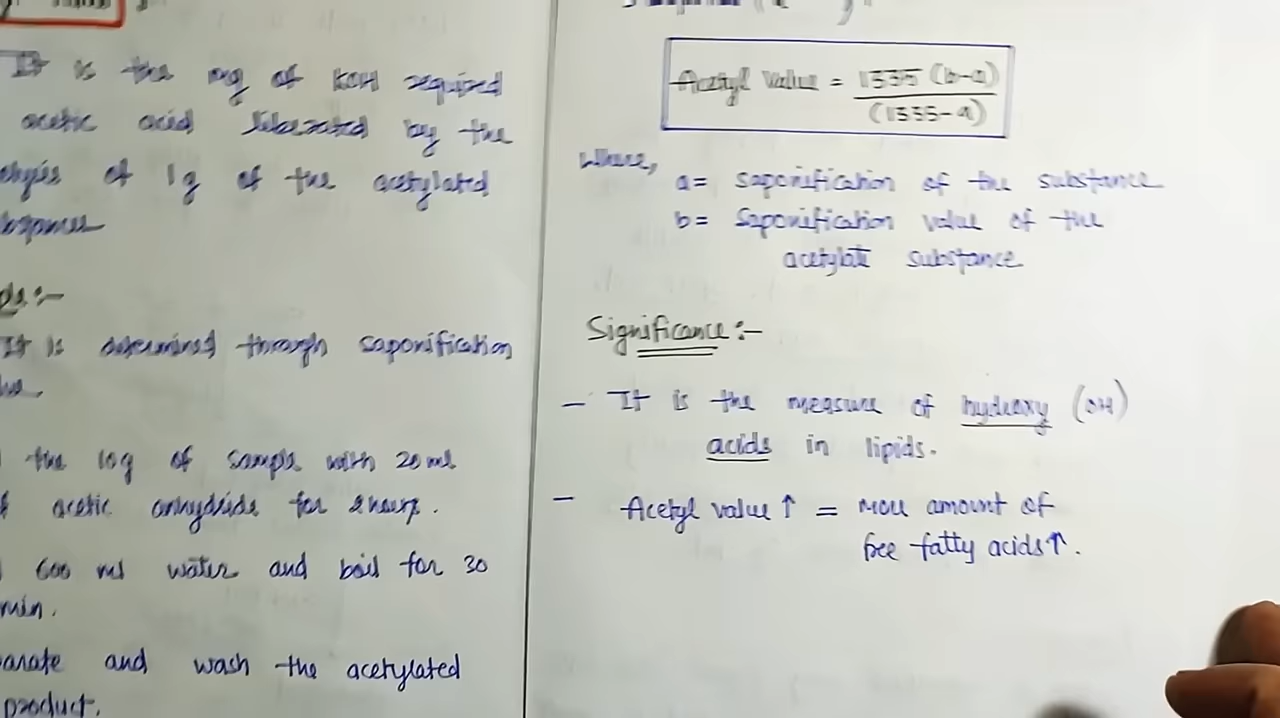 It is the mg of KOH required
acetic acid liberated by the
of 1g of the acetylated
It is determined through saponification
the 10g of sample with 20 ml
acetic anhydride for 2 hours.
600 ml water and boil for 30
min.
and wash the acetylated
product.
Acetyl Value = 1335 (b-a)
(1335-a)
Where,
a = saponification of the substance
b = Saponification value of the
acetylate substance
Significance :-
- It is the measure of hydroxy (OH)
acids in lipids.
- Acetyl value ↑ = More amount of
free fatty acids ↑.